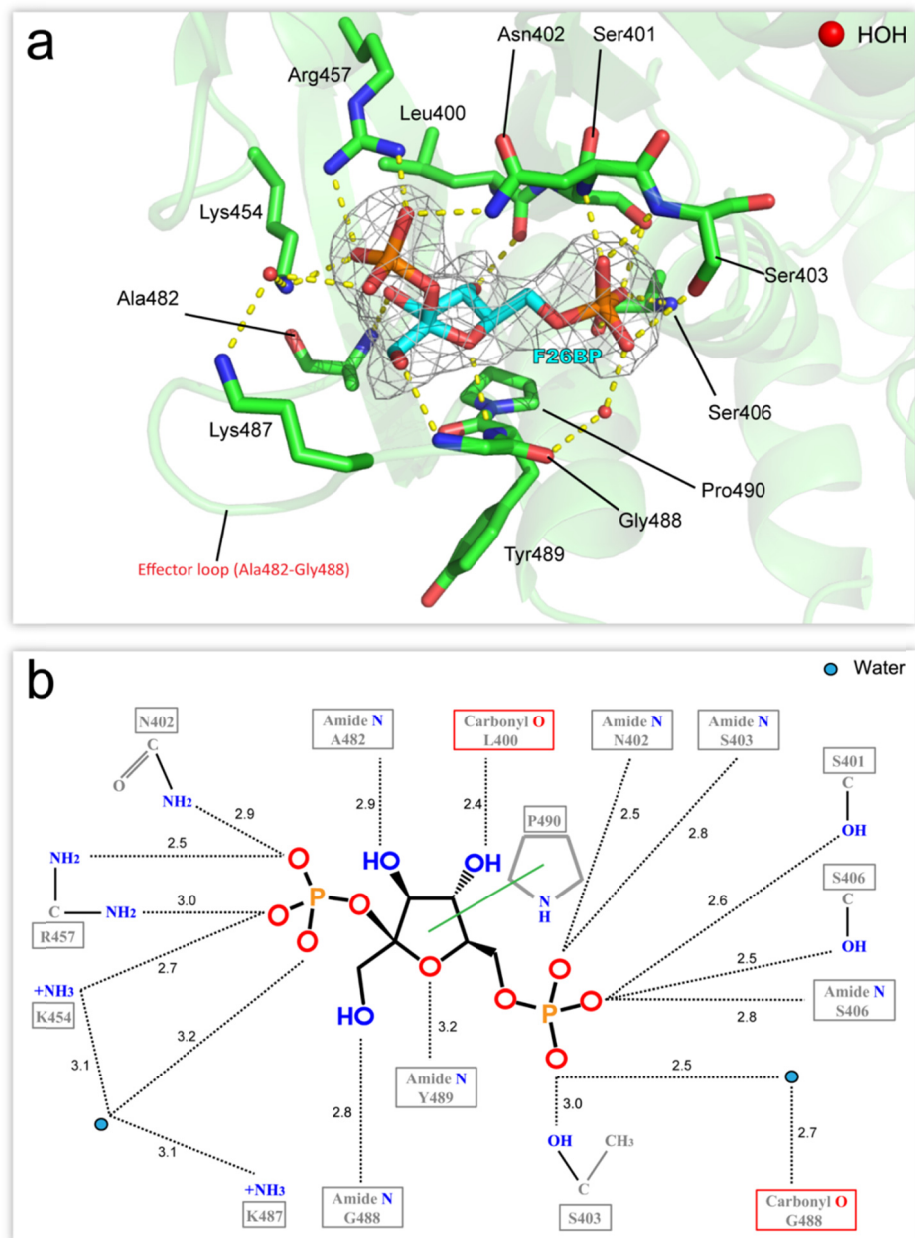 a
Asn402
Ser401
HOH
Arg457
Leu400
Lys454
Ser403
Ala482
F26BP
Ser406
Lys487
Pro490
Gly488
Tyr489
Effector loop (Ala482-Gly488)
b
Water
N402
C
O
NH2
Amide N
A482
Carbonyl O
L400
Amide N
N402
Amide N
S403
S401
C
OH
2.9
2.9
2.4
2.5
2.8
P490
NH
NH2
2.5
S406
C
OH
HO
OH
O
2.6
P
O
O
O
NH2
3.0
C
R457
2.5
2.7
O
O
O
O
+NH3
K454
HO
O
P
2.8
Amide N
S406
3.2
3.2
O
2.5
3.1
Amide N
Y489
2.8
3.0
2.7
3.1
OH
CH3
C
+NH3
K487
Amide N
G488
S403
Carbonyl O
G488